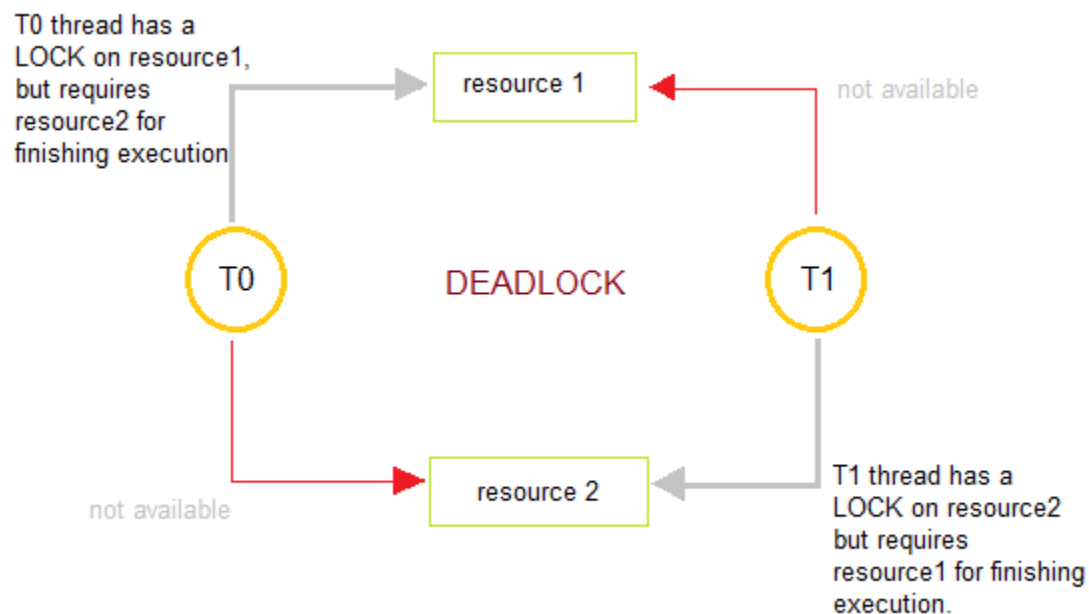 T0 thread has a
LOCK on resource1,
but requires
resource2 for
finishing execution
resource 1
not available
T0
DEADLOCK
T1
not available
resource 2
T1 thread has a
LOCK on resource2
but requires
resource1 for finishing
execution.